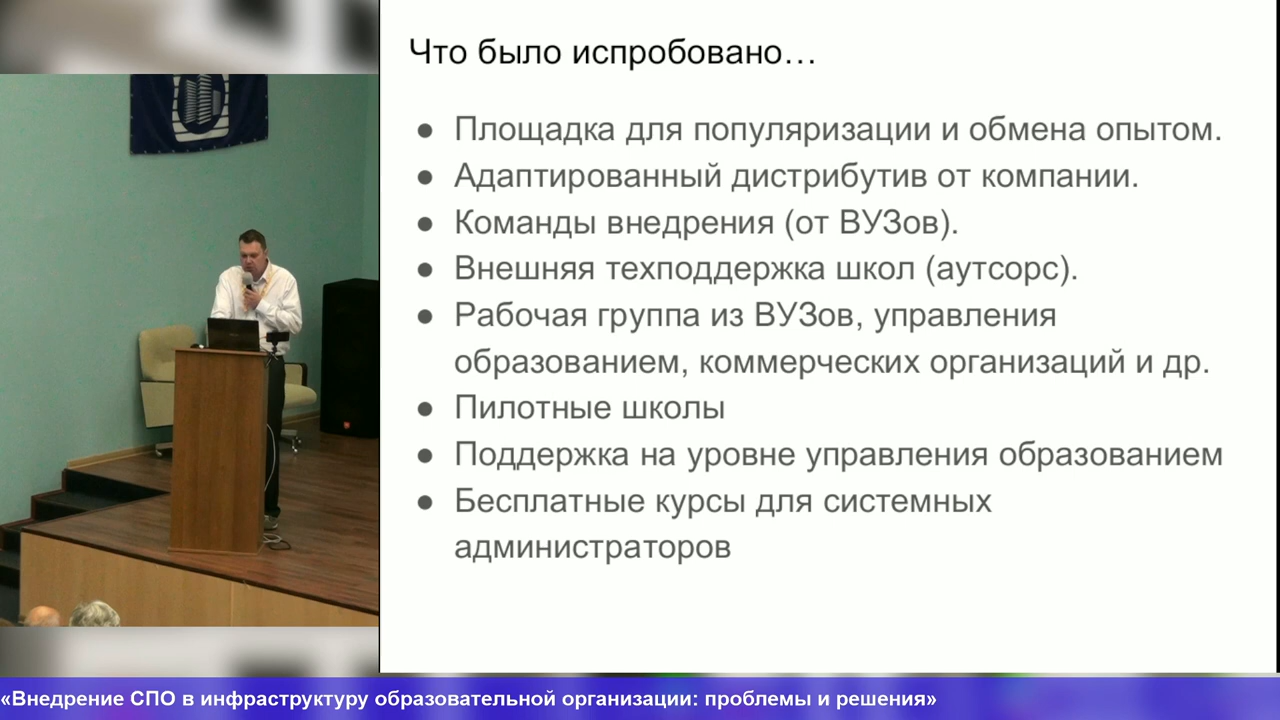 Что было испробовано…
● Площадка для популяризации и обмена опытом.
● Адаптированный дистрибутив от компании.
● Команды внедрения (от ВУЗов).
● Внешняя техподдержка школ (аутсорс).
● Рабочая группа из ВУЗов, управления
образованием, коммерческих организаций и др.
● Пилотные школы
● Поддержка на уровне управления образованием
● Бесплатные курсы для системных
администраторов
«Внедрение СПО в инфраструктуру образовательной организации: проблемы и решения»